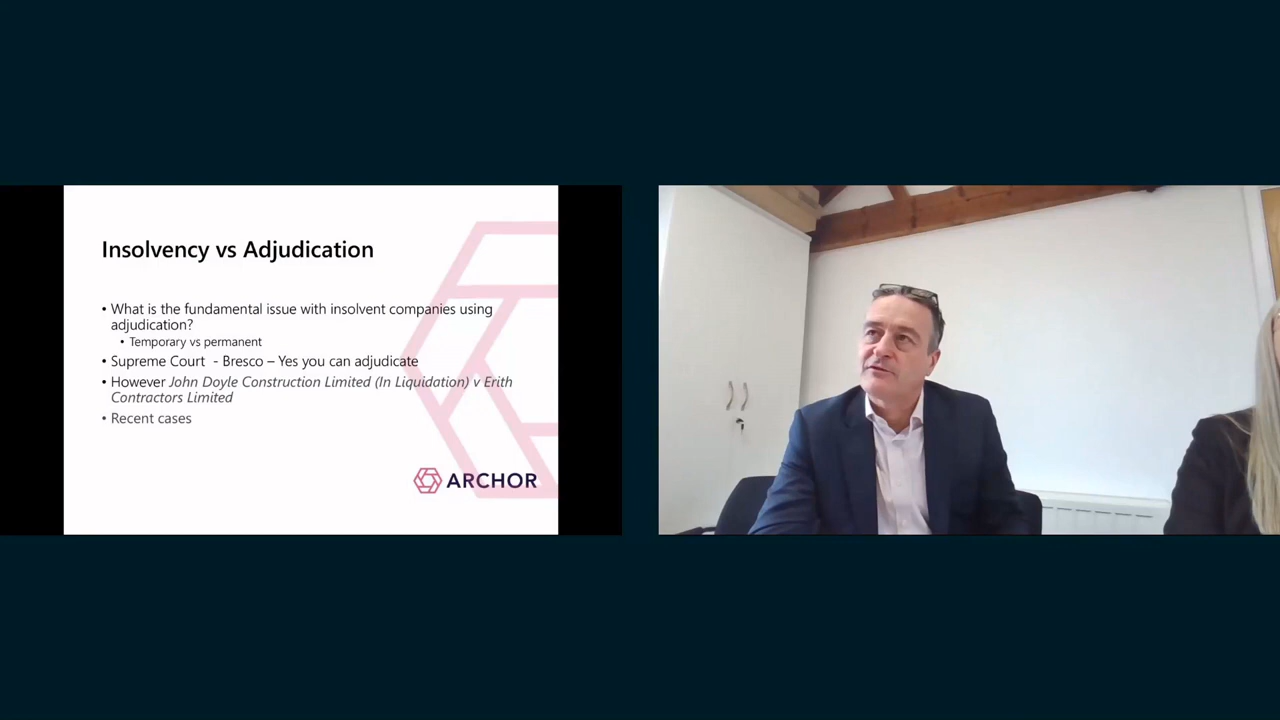 Insolvency vs Adjudication
• What is the fundamental issue with insolvent companies using
adjudication?
• Temporary vs permanent
• Supreme Court - Bresco – Yes you can adjudicate
• However John Doyle Construction Limited (In Liquidation) v Erith
Contractors Limited
• Recent cases
ARCHOR